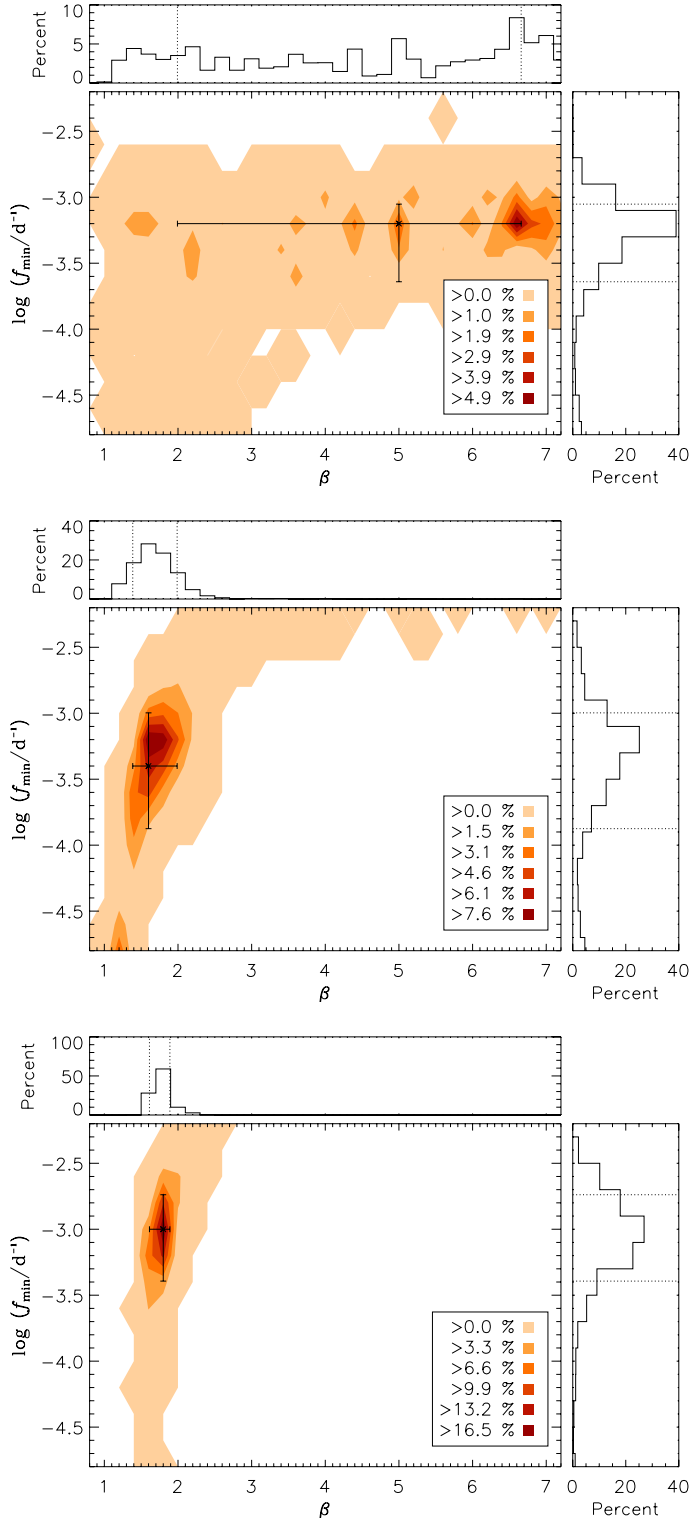 10
5
0
Percent
−2.5
−3.0
−3.5
−4.0
−4.5
log (fmin/d⁻¹)
>0.0 %
>1.0 %
>1.9 %
>2.9 %
>3.9 %
>4.9 %
1 2 3 4 5 6 7
β
0 20 40
Percent
40
20
0
Percent
−2.5
−3.0
−3.5
−4.0
−4.5
log (fmin/d⁻¹)
>0.0 %
>1.5 %
>3.1 %
>4.6 %
>6.1 %
>7.6 %
1 2 3 4 5 6 7
β
0 20 40
Percent
100
50
0
Percent
−2.5
−3.0
−3.5
−4.0
−4.5
log (fmin/d⁻¹)
>0.0 %
>3.3 %
>6.6 %
>9.9 %
>13.2 %
>16.5 %
1 2 3 4 5 6 7
β
0 20 40
Percent